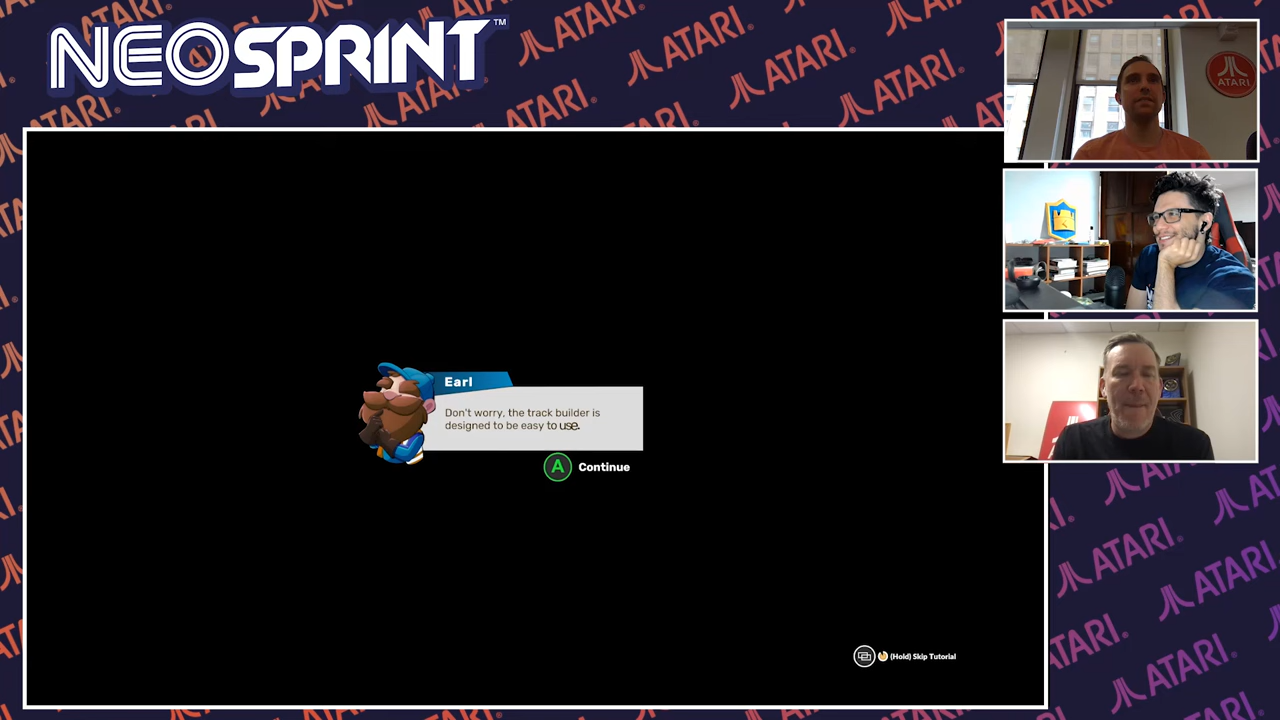 NEOSPRINT™
ATARI
Earl
Don't worry, the track builder is
designed to be easy to use.
A Continue
(Hold) Skip Tutorial
ATARI®